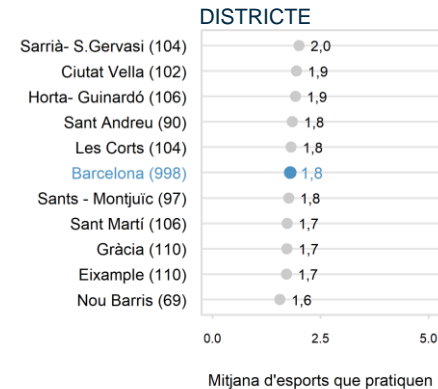 DISTRICTE
Sarrià- S.Gervasi (104) 2,0
Ciutat Vella (102) 1,9
Horta- Guinardó (106) 1,9
Sant Andreu (90) 1,8
Les Corts (104) 1,8
Barcelona (998) 1,8
Sants - Montjuïc (97) 1,8
Sant Martí (106) 1,7
Gràcia (110) 1,7
Eixample (110) 1,7
Nou Barris (69) 1,6
0.0 2.5 5.0
Mitjana d'esports que pratiquen